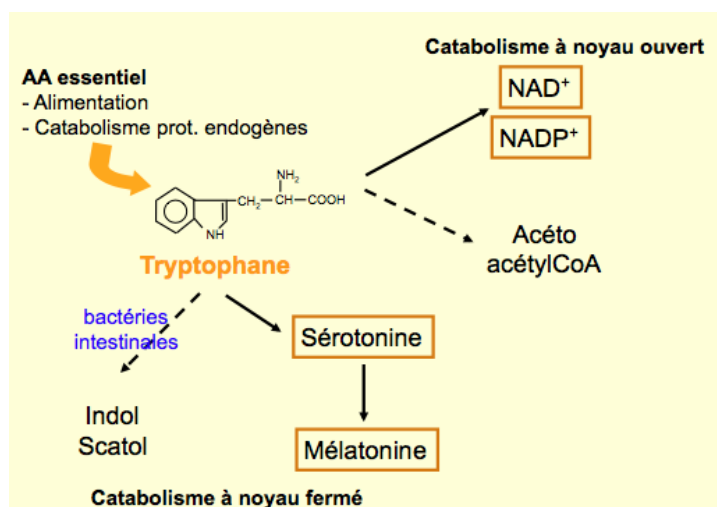 Catabolisme à noyau ouvert
AA essentiel
- Alimentation
- Catabolisme prot. endogènes
NAD+
NADP+
NH2
CH2—CH—COOH
NH
Tryptophane
Acéto
acétylCoA
bactéries
intestinales
Sérotonine
Indol
Scatol
Mélatonine
Catabolisme à noyau fermé